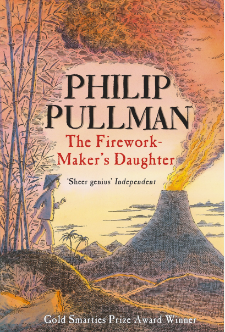 PHILIP
PULLMAN
The Firework-
Maker's Daughter
'Sheer genius' Independent
Gold Smarties Prize Award Winner